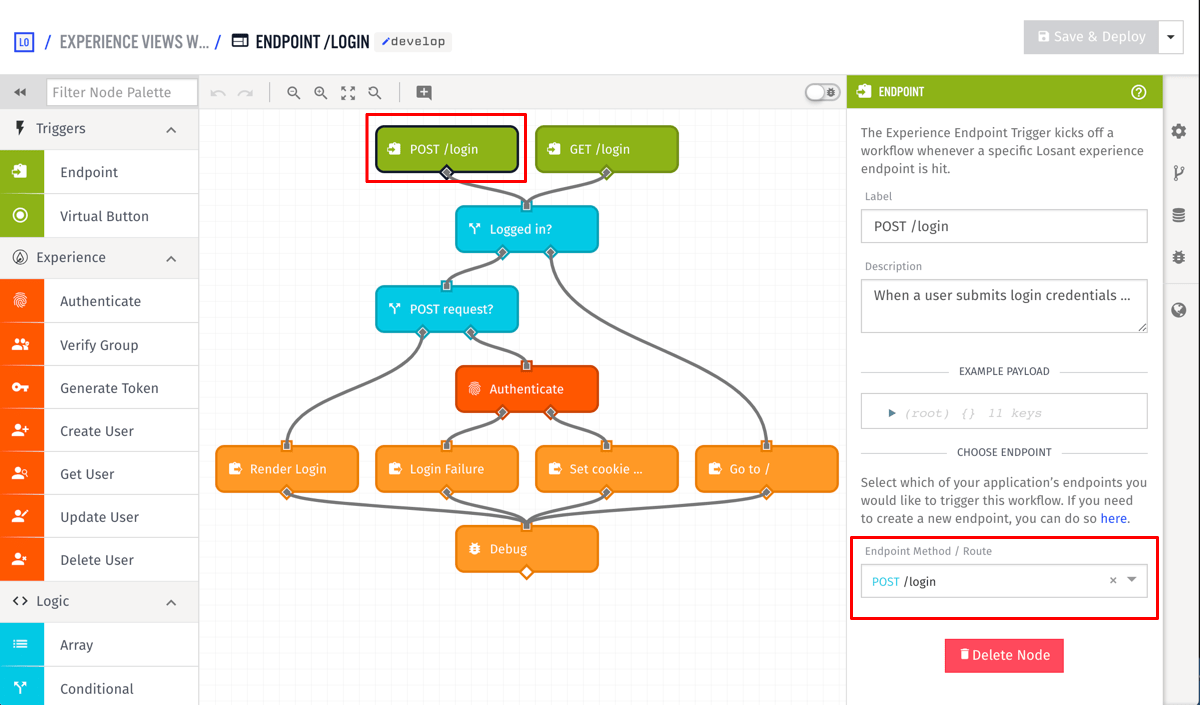 LO / EXPERIENCE VIEWS W... / ENDPOINT /LOGIN develop
Save & Deploy
Filter Node Palette
Triggers
Endpoint
Virtual Button
Experience
Authenticate
Verify Group
Generate Token
Create User
Get User
Update User
Delete User
Logic
Array
Conditional
POST /login
GET /login
Logged in?
POST request?
Authenticate
Render Login
Login Failure
Set cookie ...
Go to /
Debug
ENDPOINT
The Experience Endpoint Trigger kicks off a
workflow whenever a specific Losant experience
endpoint is hit.
Label
POST /login
Description
When a user submits login credentials ...
EXAMPLE PAYLOAD
(root) {} 11 keys
CHOOSE ENDPOINT
Select which of your application's endpoints you
would like to trigger this workflow. If you need
to create a new endpoint, you can do so here.
Endpoint Method / Route
POST /login
Delete Node